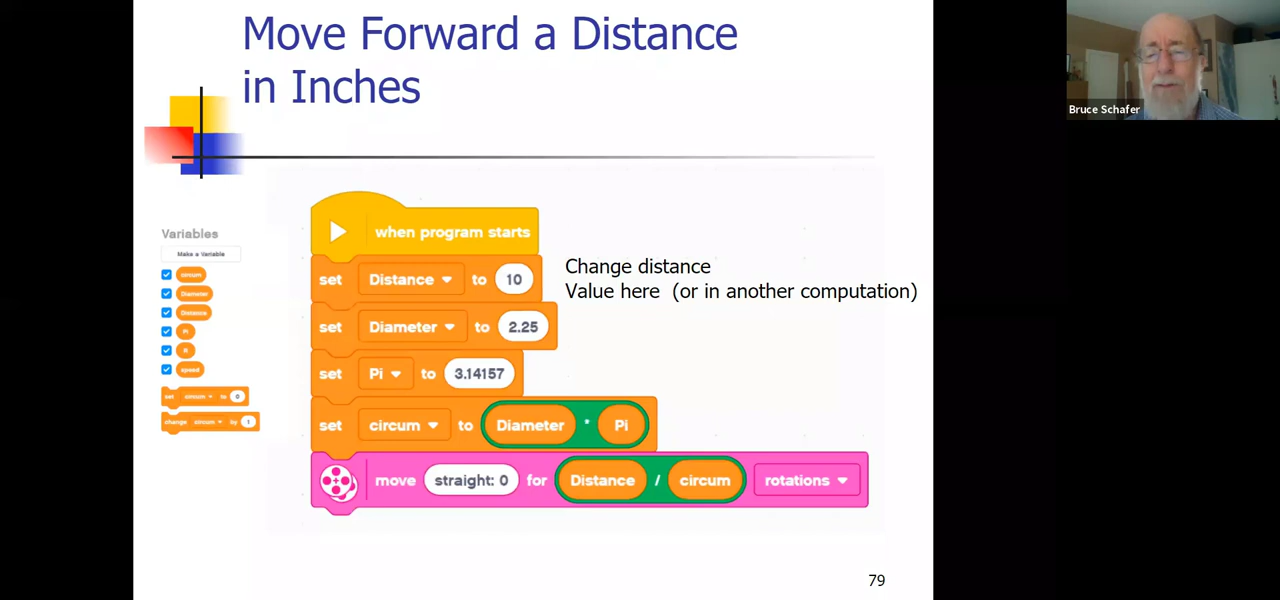 Move Forward a Distance
in Inches
Bruce Schafer
Variables
Make a Variable
circum
Diameter
Distance
Pi
speed
set circum to 0
change circum by 1
when program starts
set Distance to 10
Change distance
Value here (or in another computation)
set Diameter to 2.25
set Pi to 3.14157
set circum to Diameter * Pi
move straight: 0 for Distance / circum rotations
79